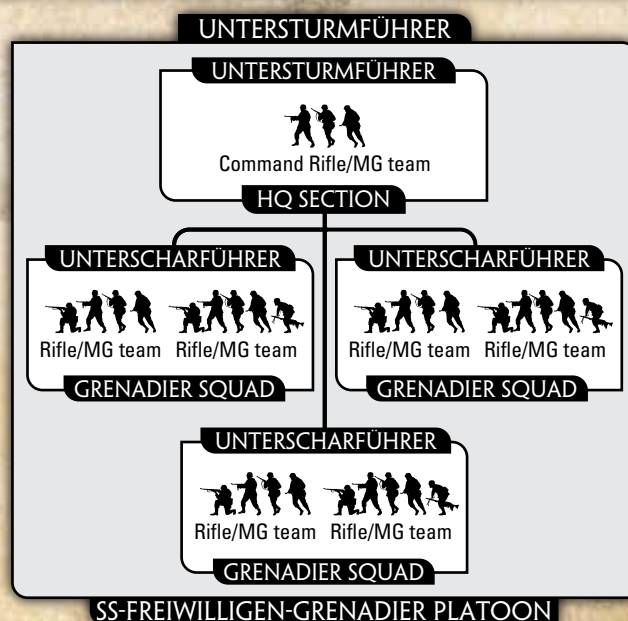 UNTERSTURMFÜHRER
UNTERSTURMFÜHRER
Command Rifle/MG team
HQ SECTION
UNTERSCHARFÜHRER
Rifle/MG team Rifle/MG team
GRENADIER SQUAD
UNTERSCHARFÜHRER
Rifle/MG team Rifle/MG team
GRENADIER SQUAD
UNTERSCHARFÜHRER
Rifle/MG team Rifle/MG team
GRENADIER SQUAD
SS-FREIWILLIGEN-GRENADIER PLATOON